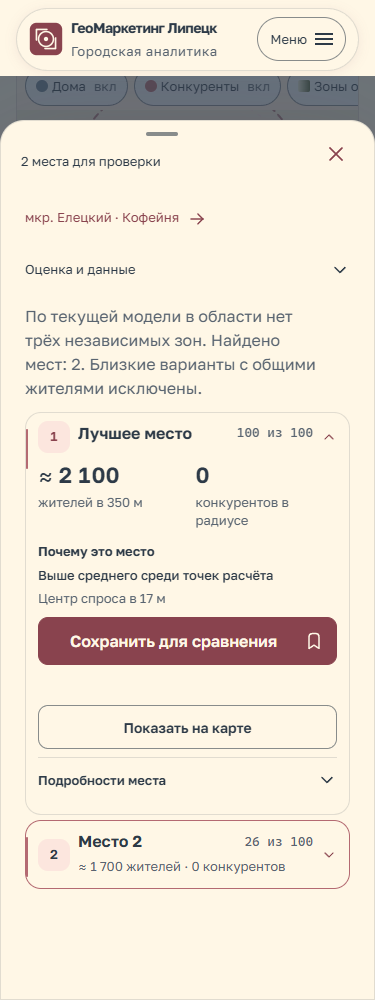 ГеоМаркетинг Липецк
Городская аналитика
Меню
Дома вкл
Конкуренты вкл
Зоны о
2 места для проверки
мкр. Елецкий · Кофейня
Оценка и данные
По текущей модели в области нет
трёх независимых зон. Найдено
мест: 2. Близкие варианты с общими
жителями исключены.
1
Лучшее место
100 из 100
≈ 2 100
жителей в 350 м
0
конкурентов в
радиусе
Почему это место
Выше среднего среди точек расчёта
Центр спроса в 17 м
Сохранить для сравнения
Показать на карте
Подробности места
2
Место 2
26 из 100
≈ 1 700 жителей · 0 конкурентов